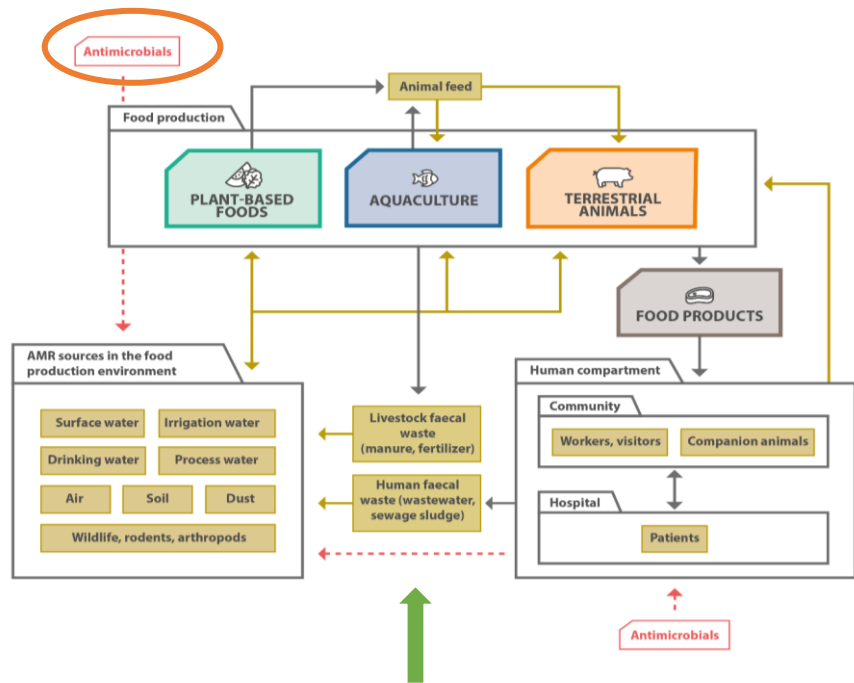 Antimicrobials
Animal feed
Food production
PLANT-BASED
FOODS
AQUACULTURE
TERRESTRIAL
ANIMALS
FOOD PRODUCTS
AMR sources in the food
production environment
Surface water
Irrigation water
Drinking water
Process water
Air
Soil
Dust
Wildlife, rodents, arthropods
Livestock faecal
waste
(manure, fertilizer)
Human faecal
waste (wastewater,
sewage sludge)
Human compartment
Community
Workers, visitors
Companion animals
Hospital
Patients
Antimicrobials